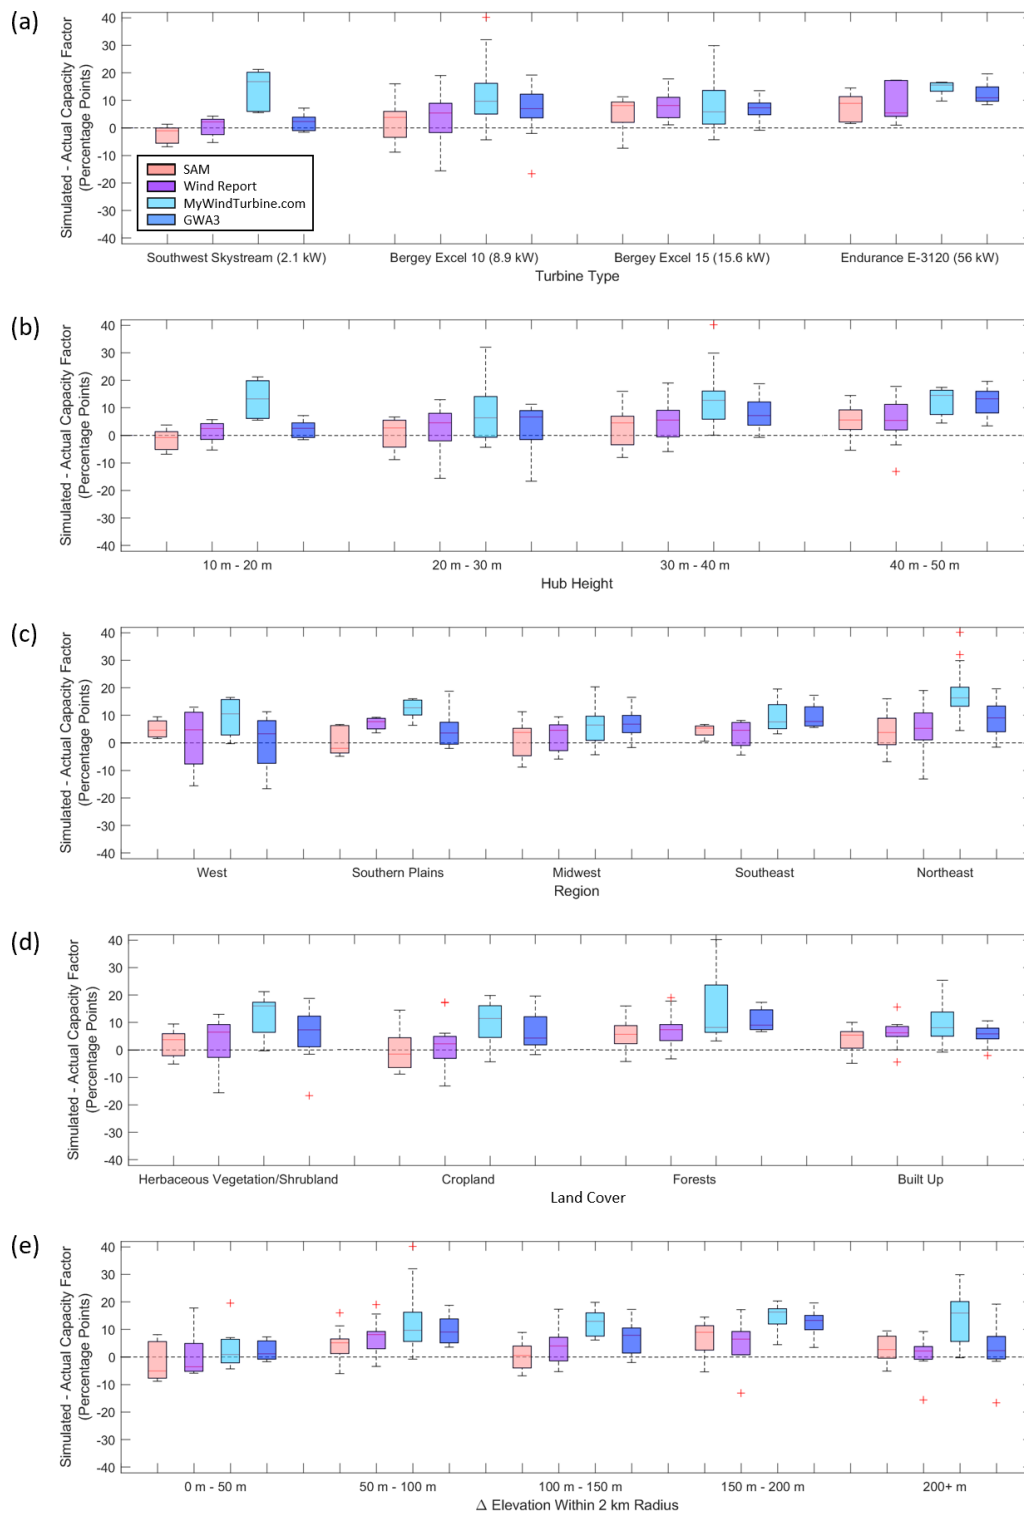 (a)
Simulated - Actual Capacity Factor
(Percentage Points)
40
30
20
10
0
-10
-20
-30
-40
SAM
Wind Report
MyWindTurbine.com
GWA3
Southwest Skystream (2.1 kW)
Bergey Excel 10 (8.9 kW)
Bergey Excel 15 (15.6 kW)
Endurance E-3120 (56 kW)
Turbine Type
(b)
Simulated - Actual Capacity Factor
(Percentage Points)
40
30
20
10
0
-10
-20
-30
-40
10 m - 20 m
20 m - 30 m
30 m - 40 m
40 m - 50 m
Hub Height
(c)
Simulated - Actual Capacity Factor
(Percentage Points)
40
30
20
10
0
-10
-20
-30
-40
West
Southern Plains
Midwest
Southeast
Northeast
Region
(d)
Simulated - Actual Capacity Factor
(Percentage Points)
40
30
20
10
0
-10
-20
-30
-40
Herbaceous Vegetation/Shrubland
Cropland
Forests
Built Up
Land Cover
(e)
Simulated - Actual Capacity Factor
(Percentage Points)
40
30
20
10
0
-10
-20
-30
-40
0 m - 50 m
50 m - 100 m
100 m - 150 m
150 m - 200 m
200+ m
Δ Elevation Within 2 km Radius